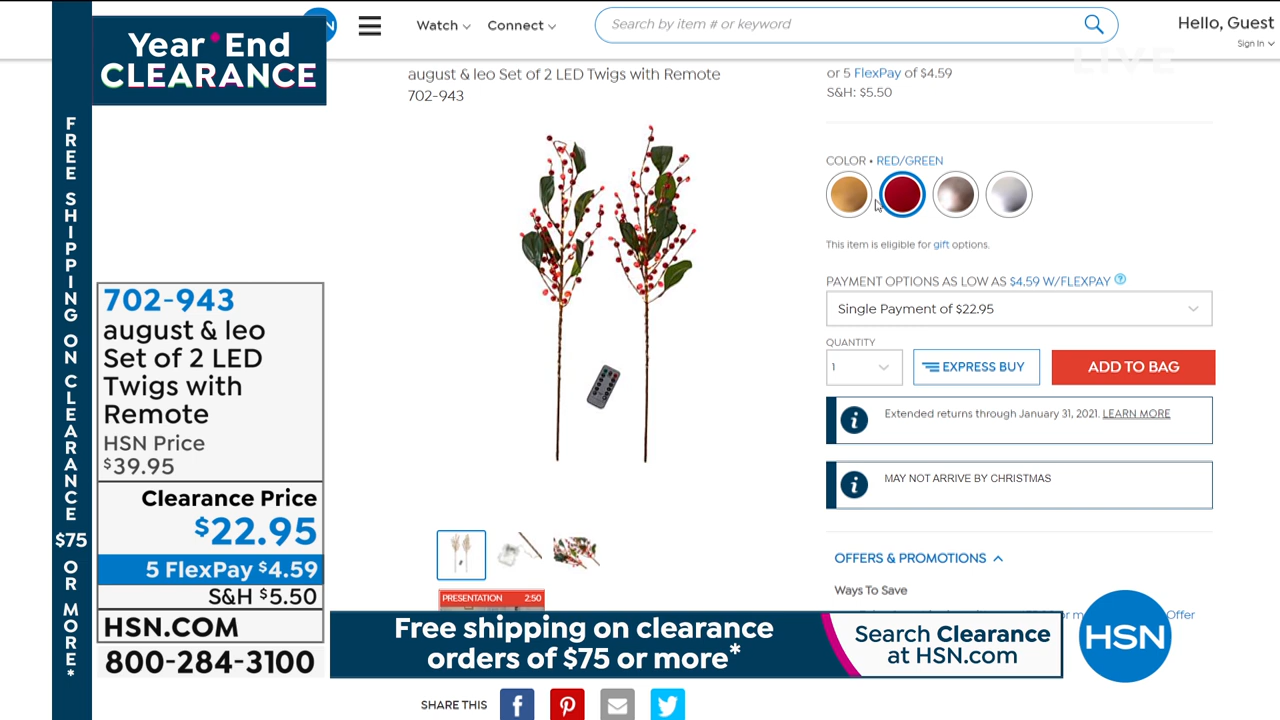 Year End
CLEARANCE
FREE SHIPPING ON CLEARANCE $75 OR MORE*
702-943
august & leo
Set of 2 LED
Twigs with
Remote
HSN Price
$39.95
Clearance Price
$22.95
5 FlexPay $4.59
S&H $5.50
HSN.COM
800-284-3100
Watch
Connect
Search by item # or keyword
Hello, Guest
Sign In
LIVE
august & leo Set of 2 LED Twigs with Remote
702-943
or 5 FlexPay of $4.59
S&H: $5.50
COLOR • RED/GREEN
This item is eligible for gift options.
PAYMENT OPTIONS AS LOW AS $4.59 W/FLEXPAY ?
Single Payment of $22.95
QUANTITY
1
EXPRESS BUY
ADD TO BAG
Extended returns through January 31, 2021. LEARN MORE
MAY NOT ARRIVE BY CHRISTMAS
OFFERS & PROMOTIONS
Ways To Save
Offer
PRESENTATION 2:50
Free shipping on clearance
orders of $75 or more*
Search Clearance
at HSN.com
HSN
SHARE THIS